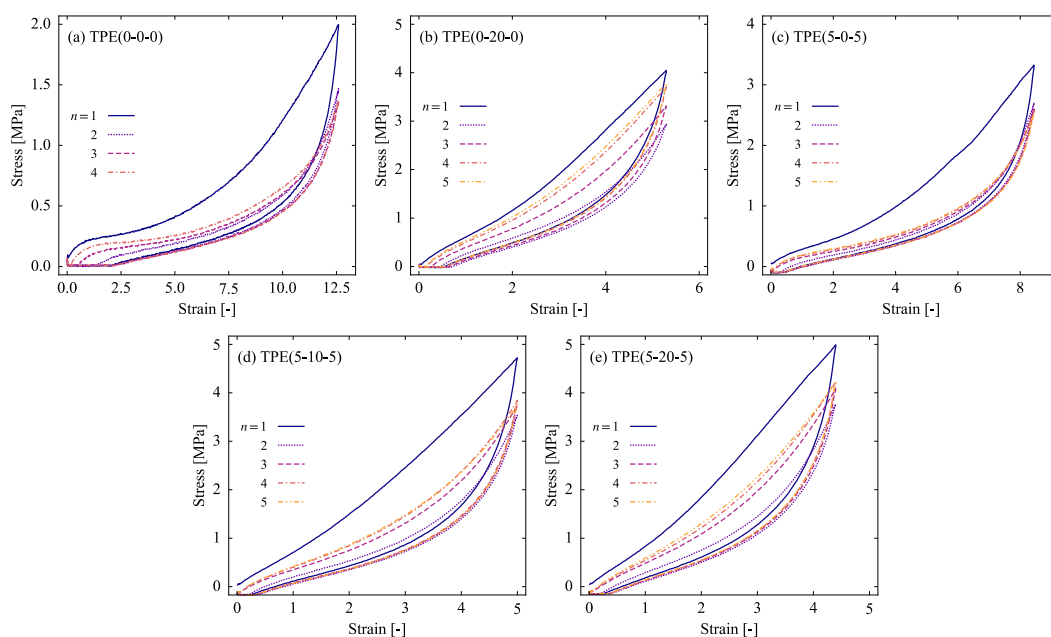 (a) TPE(0-0-0)
Stress [MPa]
2.0
1.5
1.0
0.5
0.0
n = 1
2
3
4
0.0 2.5 5.0 7.5 10.0 12.5
Strain [-]
(b) TPE(0-20-0)
Stress [MPa]
5
4
3
2
1
0
n = 1
2
3
4
5
0 2 4 6
Strain [-]
(c) TPE(5-0-5)
Stress [MPa]
4
3
2
1
0
n = 1
2
3
4
5
0 2 4 6 8
Strain [-]
(d) TPE(5-10-5)
Stress [MPa]
5
4
3
2
1
0
n = 1
2
3
4
5
0 1 2 3 4 5
Strain [-]
(e) TPE(5-20-5)
Stress [MPa]
5
4
3
2
1
0
n = 1
2
3
4
5
0 1 2 3 4 5
Strain [-]